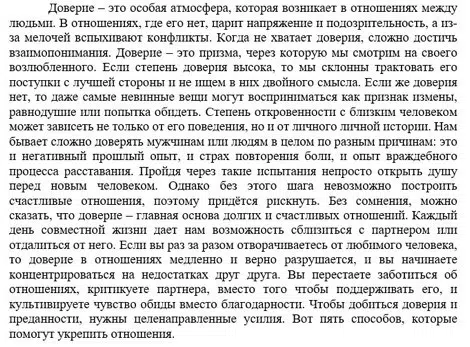 Доверие – это особая атмосфера, которая возникает в отношениях между
людьми. В отношениях, где его нет, царит напряжение и подозрительность, а из-
за мелочей вспыхивают конфликты. Когда не хватает доверия, сложно достичь
взаимопонимания. Доверие – это призма, через которую мы смотрим на своего
возлюбленного. Если степень доверия высока, то мы склонны трактовать его
поступки с лучшей стороны и не ищем в них двойного смысла. Если же доверия
нет, то даже самые невинные вещи могут восприниматься как признак измены,
равнодушие или попытка обидеть. Степень откровенности с близким человеком
может зависеть не только от его поведения, но и от личного личной истории. Нам
бывает сложно доверять мужчинам или людям в целом по разным причинам: это
и негативный прошлый опыт, и страх повторения боли, и опыт враждебного
процесса расставания. Пройдя через такие испытания непросто открыть душу
перед новым человеком. Однако без этого шага невозможно построить
счастливые отношения, поэтому придётся рискнуть. Без сомнения, можно
сказать, что доверие – главная основа долгих и счастливых отношений. Каждый
день совместной жизни дает нам возможность сблизиться с партнером или
отдалиться от него. Если вы раз за разом отворачиваетесь от любимого человека,
то доверие в отношениях медленно и верно разрушается, и вы начинаете
концентрироваться на недостатках друг друга. Вы перестаете заботиться об
отношениях, критикуете партнера, вместо того чтобы поддерживать его, и
культивируете чувство обиды вместо благодарности. Чтобы добиться доверия и
преданности, нужны целенаправленные усилия. Вот пять способов, которые
помогут укрепить отношения.